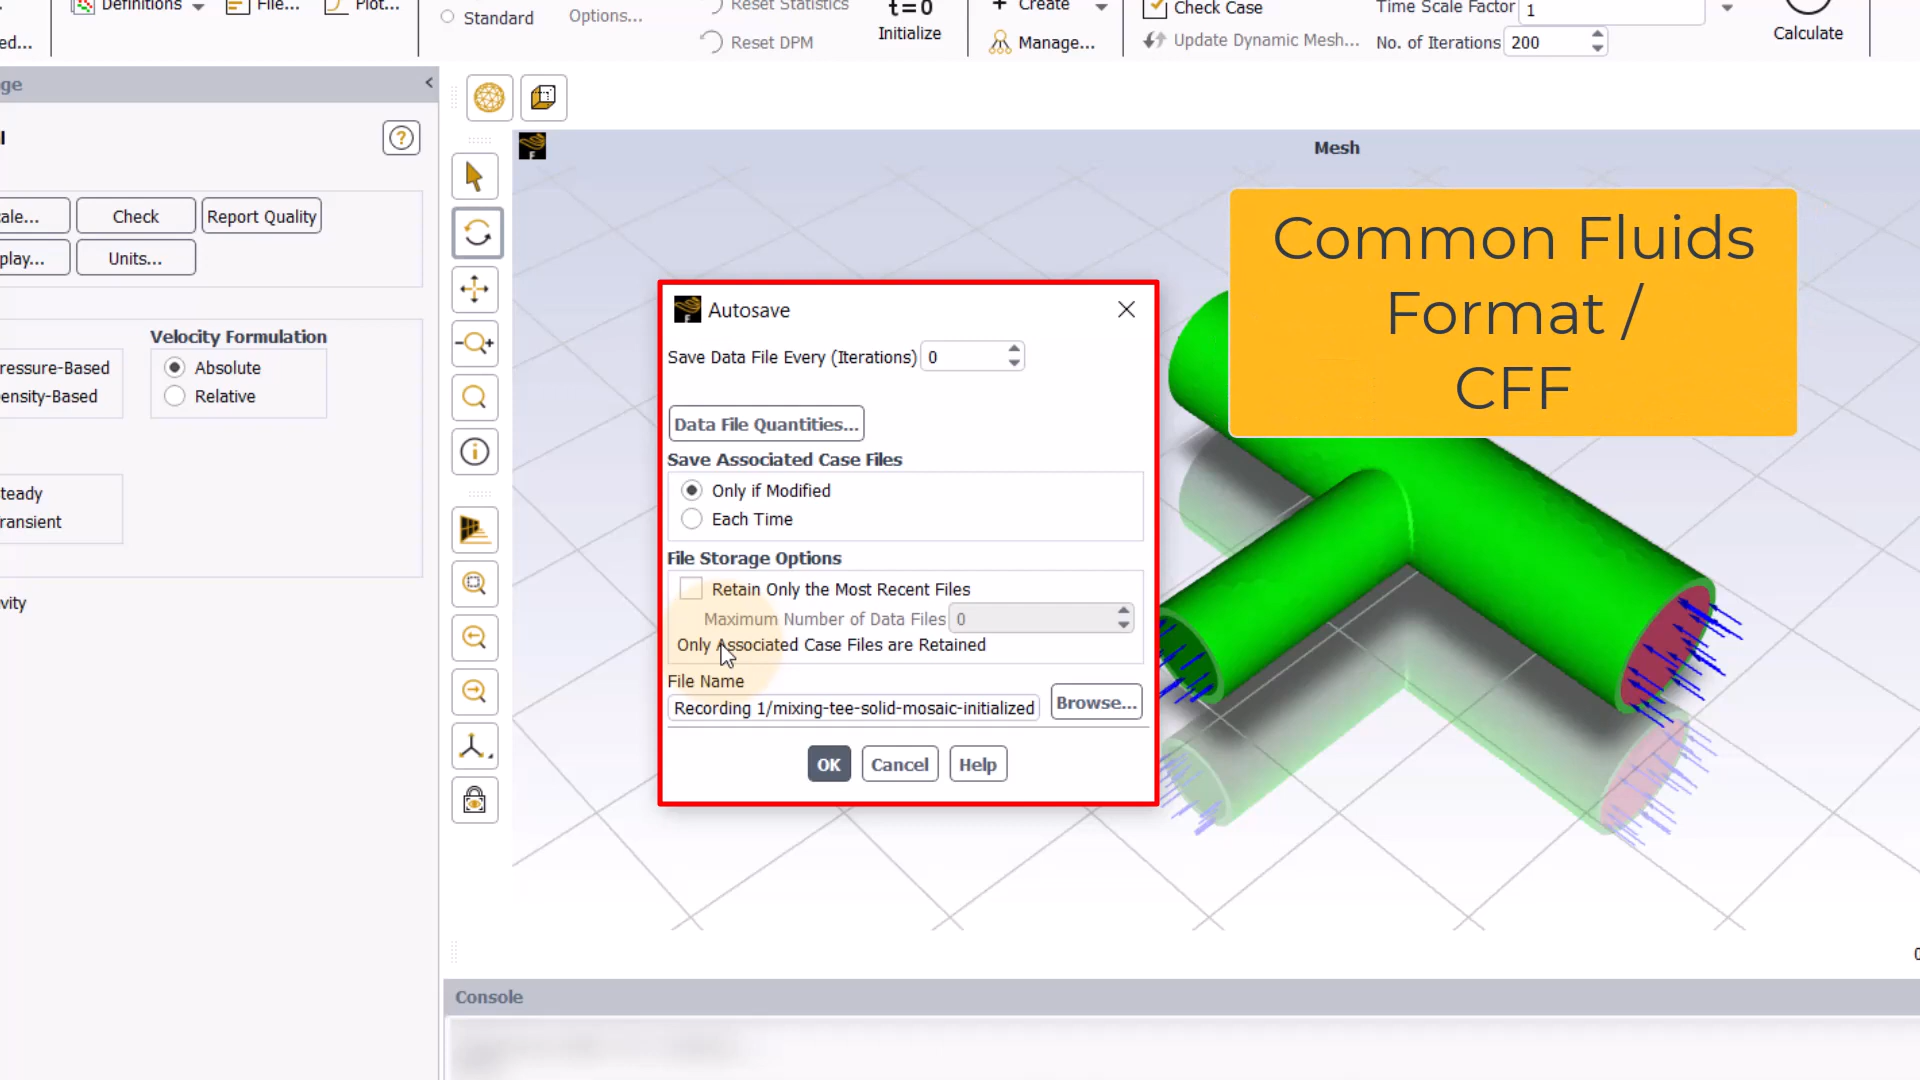 Definitions
File...
Plot...
Standard
Options...
Reset Statistics
Reset DPM
t=0
Initialize
Create
Manage...
Check Case
Update Dynamic Mesh...
Time Scale Factor 1
No. of Iterations 200
Calculate
ed...
ge
l
ale...
Check
Report Quality
play...
Units...
Velocity Formulation
ressure-Based
ensity-Based
Absolute
Relative
teady
ransient
vity
Mesh
Common Fluids
Format /
CFF
Autosave
Save Data File Every (Iterations) 0
Data File Quantities...
Save Associated Case Files
Only if Modified
Each Time
File Storage Options
Retain Only the Most Recent Files
Maximum Number of Data Files 0
Only Associated Case Files are Retained
File Name
Recording 1/mixing-tee-solid-mosaic-initialized
Browse...
OK
Cancel
Help
0
Console